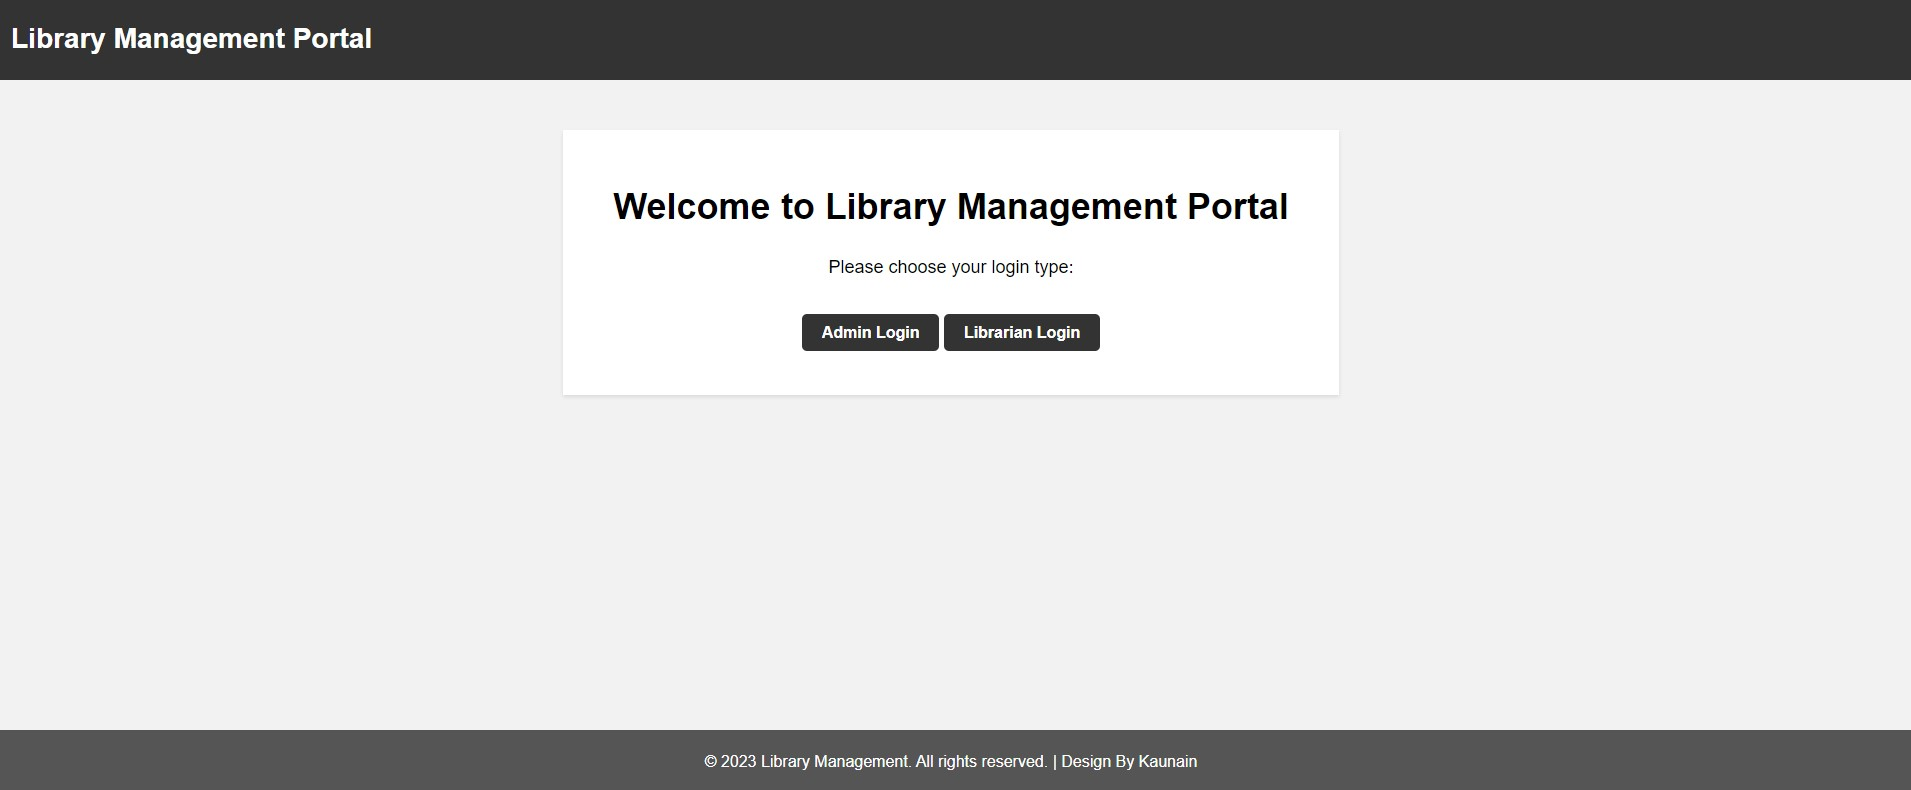 Library Management Portal
Welcome to Library Management Portal
Please choose your login type:
Admin Login Librarian Login
© 2023 Library Management. All rights reserved. | Design By Kaunain